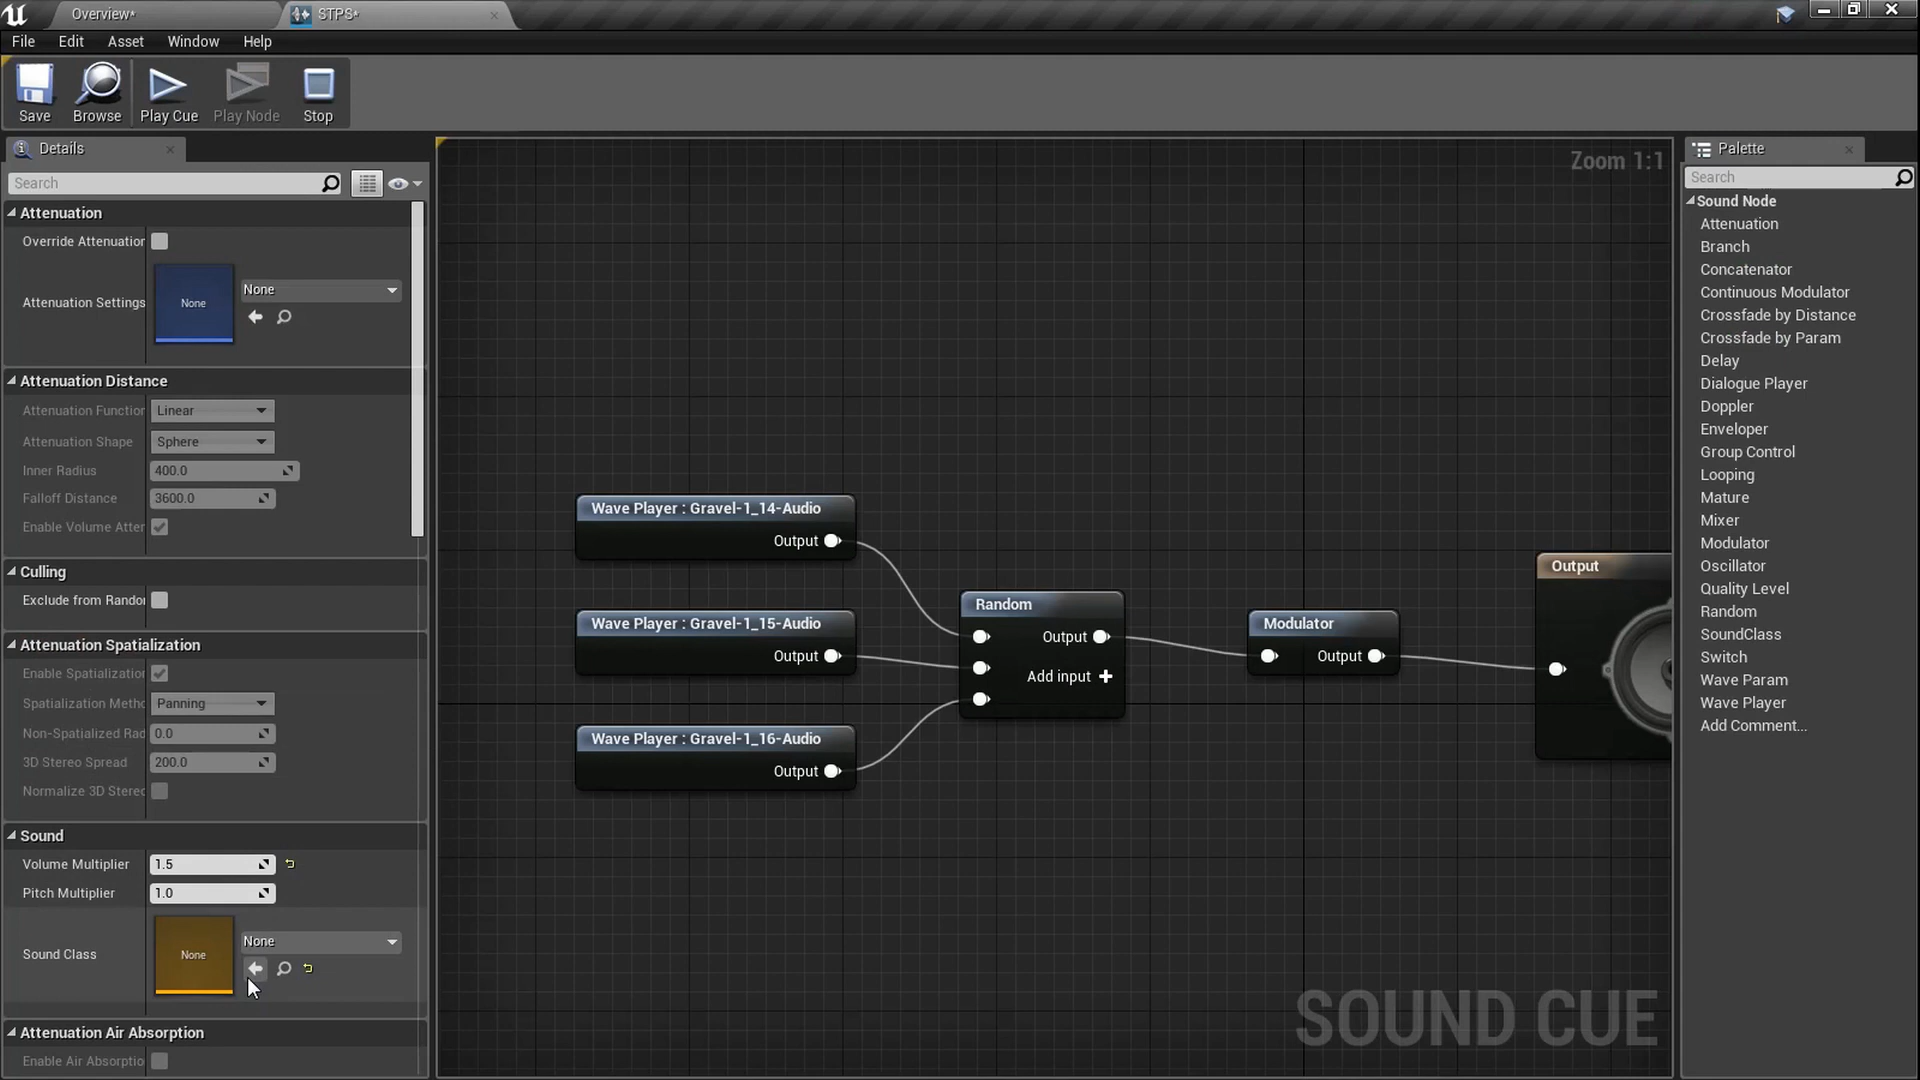 Overview*
STPS*
File Edit Asset Window Help
Save Browse Play Cue Play Node Stop
Details
Search
Attenuation
Override Attenuation
Attenuation Settings
None
None
Attenuation Distance
Attenuation Function Linear
Attenuation Shape Sphere
Inner Radius 400.0
Falloff Distance 3600.0
Enable Volume Atter
Culling
Exclude from Randor
Attenuation Spatialization
Enable Spatialization
Spatialization Metho Panning
Non-Spatialized Rad 0.0
3D Stereo Spread 200.0
Normalize 3D Stereo
Sound
Volume Multiplier 1.5
Pitch Multiplier 1.0
Sound Class
None
None
Attenuation Air Absorption
Enable Air Absorptio
Zoom 1:1
Wave Player : Gravel-1_14-Audio
Output
Wave Player : Gravel-1_15-Audio
Output
Wave Player : Gravel-1_16-Audio
Output
Random
Output
Add input
Modulator
Output
Output
SOUND CUE
Palette
Search
Sound Node
Attenuation
Branch
Concatenator
Continuous Modulator
Crossfade by Distance
Crossfade by Param
Delay
Dialogue Player
Doppler
Enveloper
Group Control
Looping
Mature
Mixer
Modulator
Oscillator
Quality Level
Random
SoundClass
Switch
Wave Param
Wave Player
Add Comment...